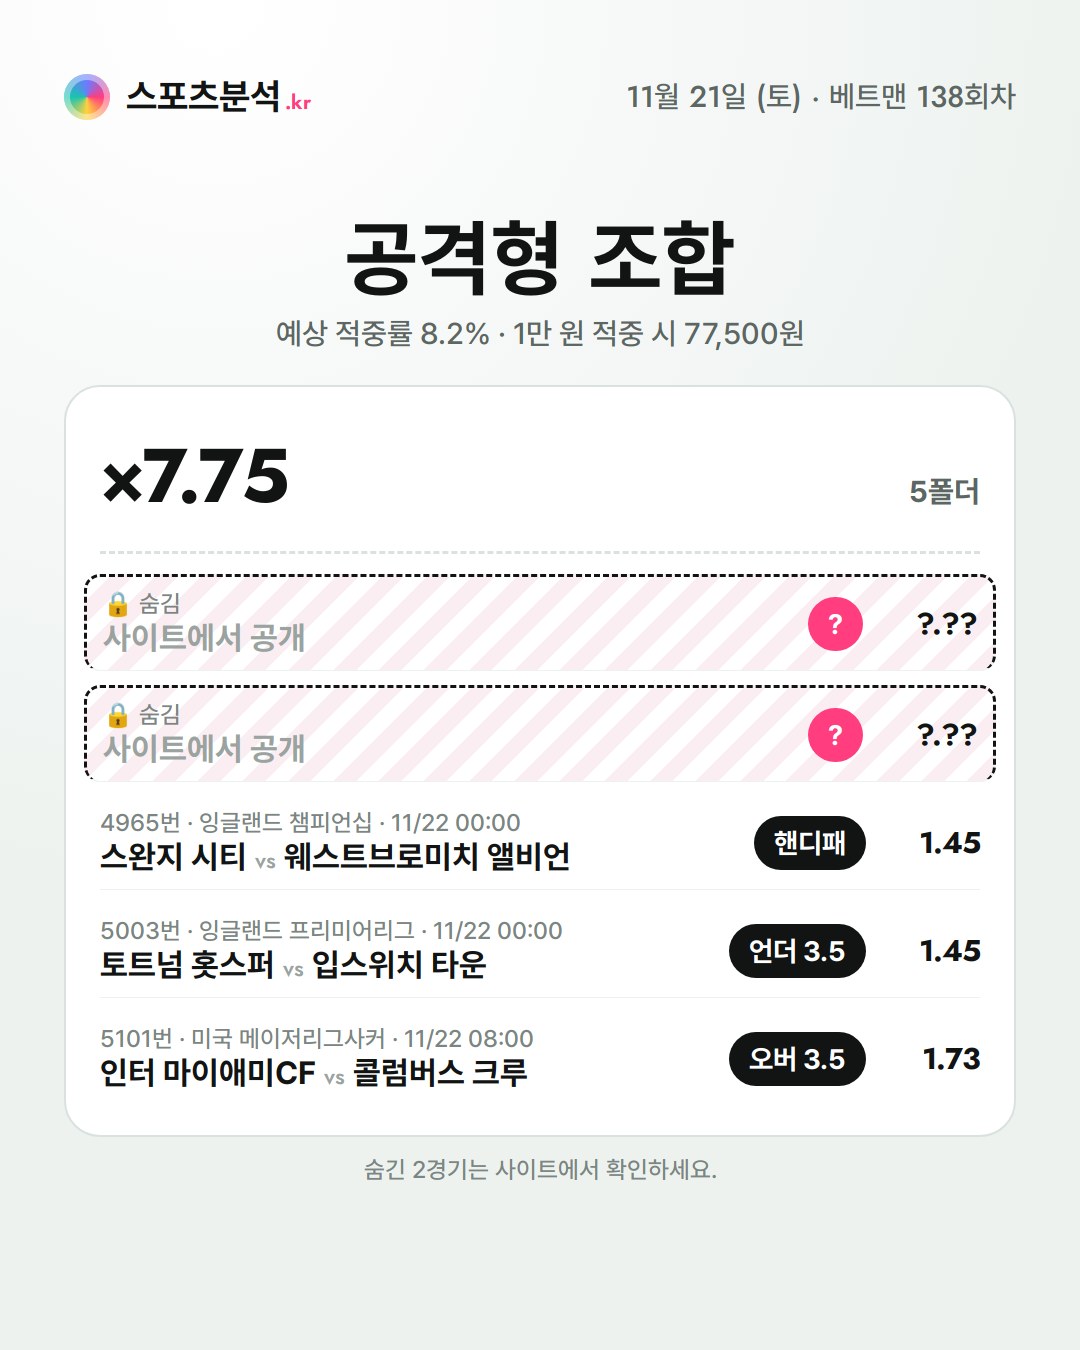 스포츠분석.kr
11월 21일 (토) · 베트맨 138회차
공격형 조합
예상 적중률 8.2% · 1만 원 적중 시 77,500원
×7.75
5폴더
🔒 숨김
사이트에서 공개
?
?.??
🔒 숨김
사이트에서 공개
?
?.??
4965번 · 잉글랜드 챔피언십 · 11/22 00:00
스완지 시티 vs 웨스트브로미치 앨비언
핸디패
1.45
5003번 · 잉글랜드 프리미어리그 · 11/22 00:00
토트넘 홋스퍼 vs 입스위치 타운
언더 3.5
1.45
5101번 · 미국 메이저리그사커 · 11/22 08:00
인터 마이애미CF vs 콜럼버스 크루
오버 3.5
1.73
숨긴 2경기는 사이트에서 확인하세요.